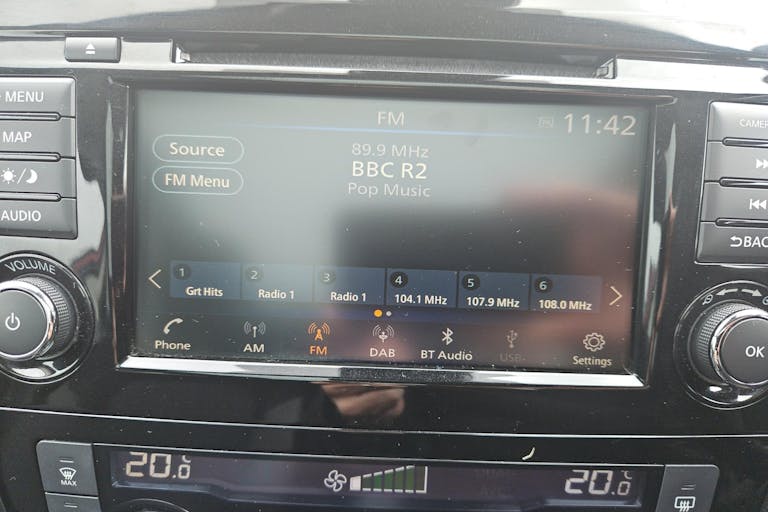 MENU
MAP
AUDIO
VOLUME
FM
11:42
Source
FM Menu
89.9 MHz
BBC R2
Pop Music
1 Grt Hits
2 Radio 1
3 Radio 1
4 104.1 MHz
5 107.9 MHz
6 108.0 MHz
Phone
AM
FM
DAB
BT Audio
USB
Settings
CAMER
BAC
OK
MAX
20.0 °C
20.0 °C